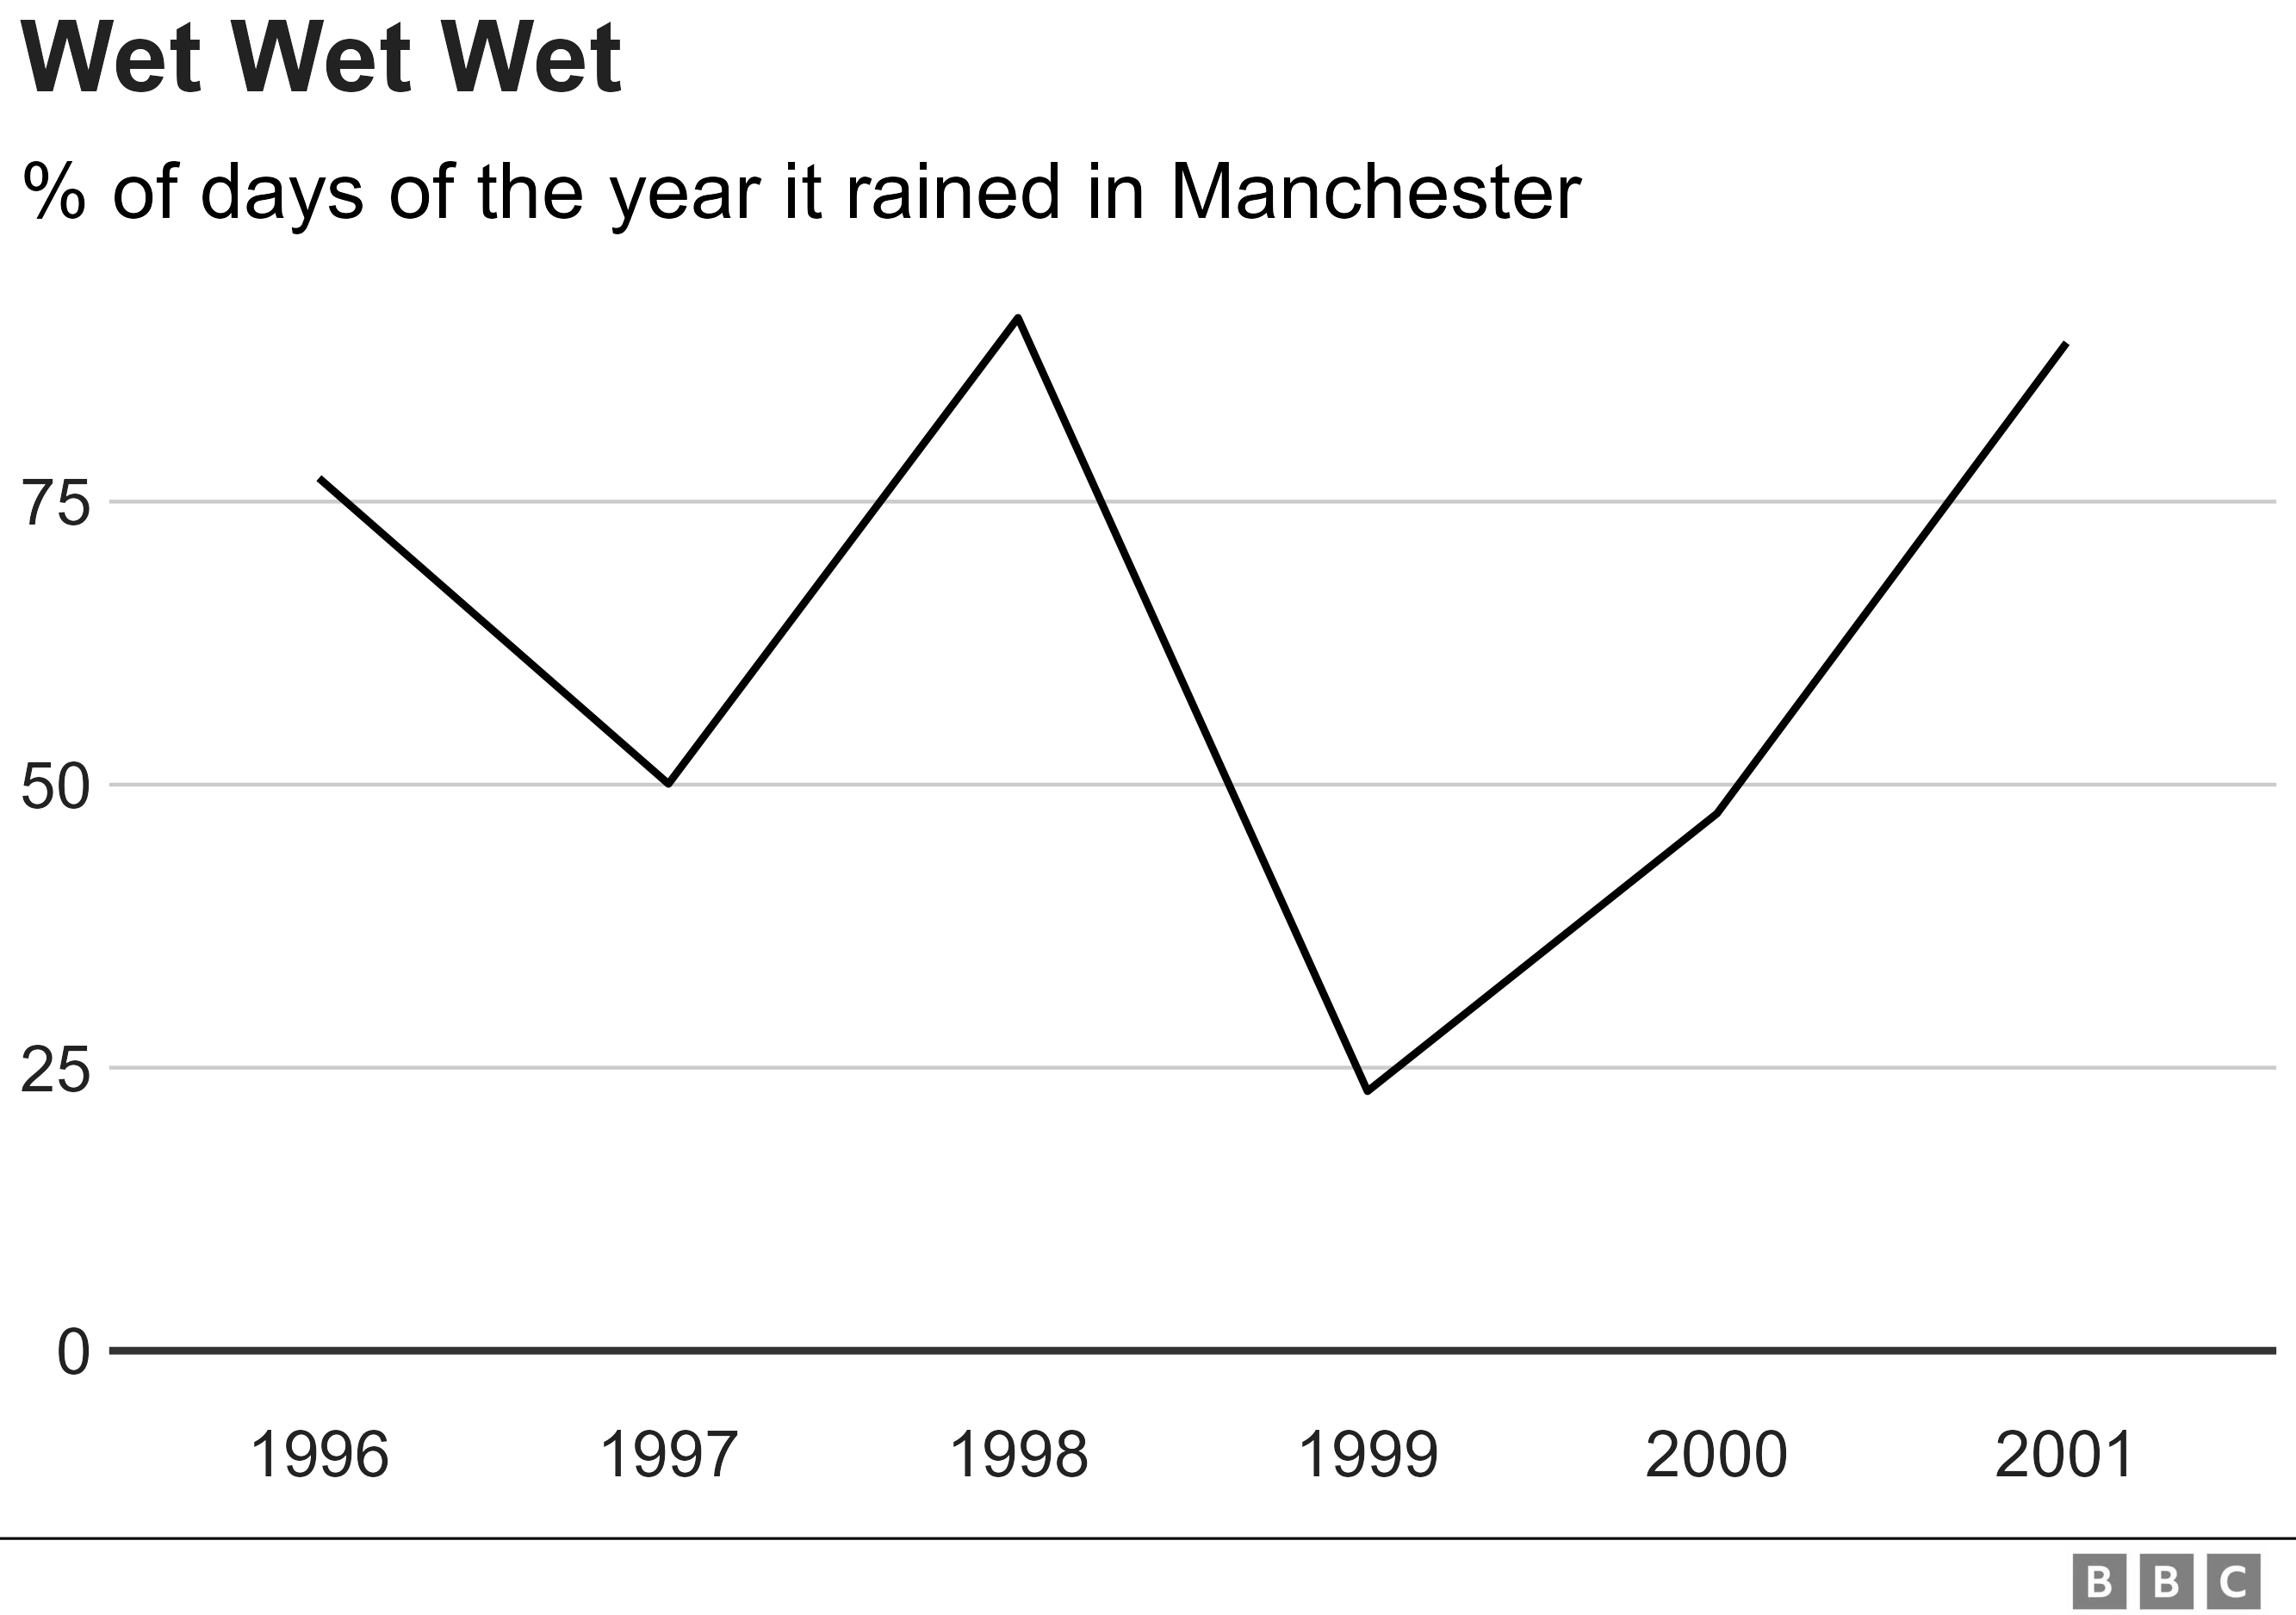 Wet Wet Wet
% of days of the year it rained in Manchester
75
50
25
0
1996 1997 1998 1999 2000 2001
BBC